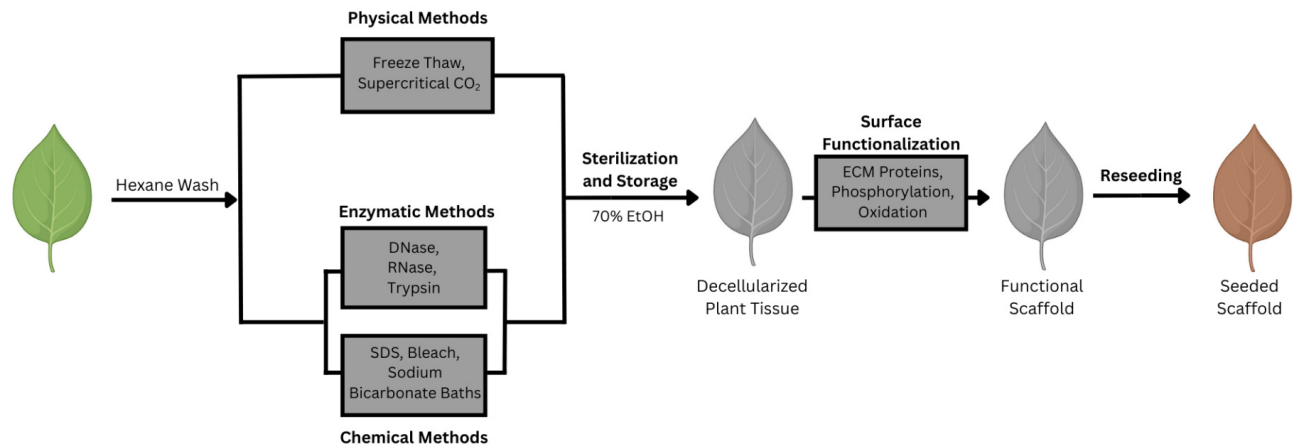 Physical Methods
Freeze Thaw,
Supercritical CO₂
Hexane Wash
Enzymatic Methods
DNase,
RNase,
Trypsin
SDS, Bleach,
Sodium
Bicarbonate Baths
Chemical Methods
Sterilization
and Storage
70% EtOH
Decellularized
Plant Tissue
Surface
Functionalization
ECM Proteins,
Phosphorylation,
Oxidation
Functional
Scaffold
Reseeding
Seeded
Scaffold